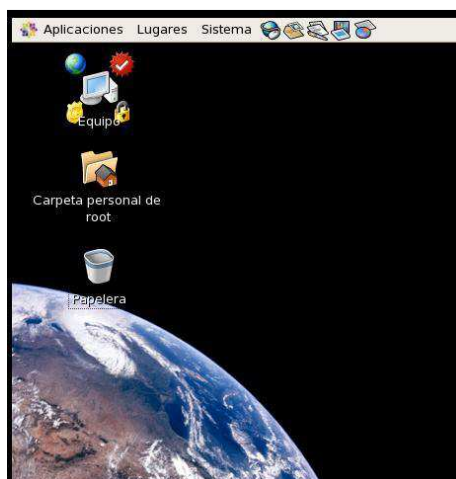 Aplicaciones Lugares Sistema
Equipo
Carpeta personal de
root
Papelera